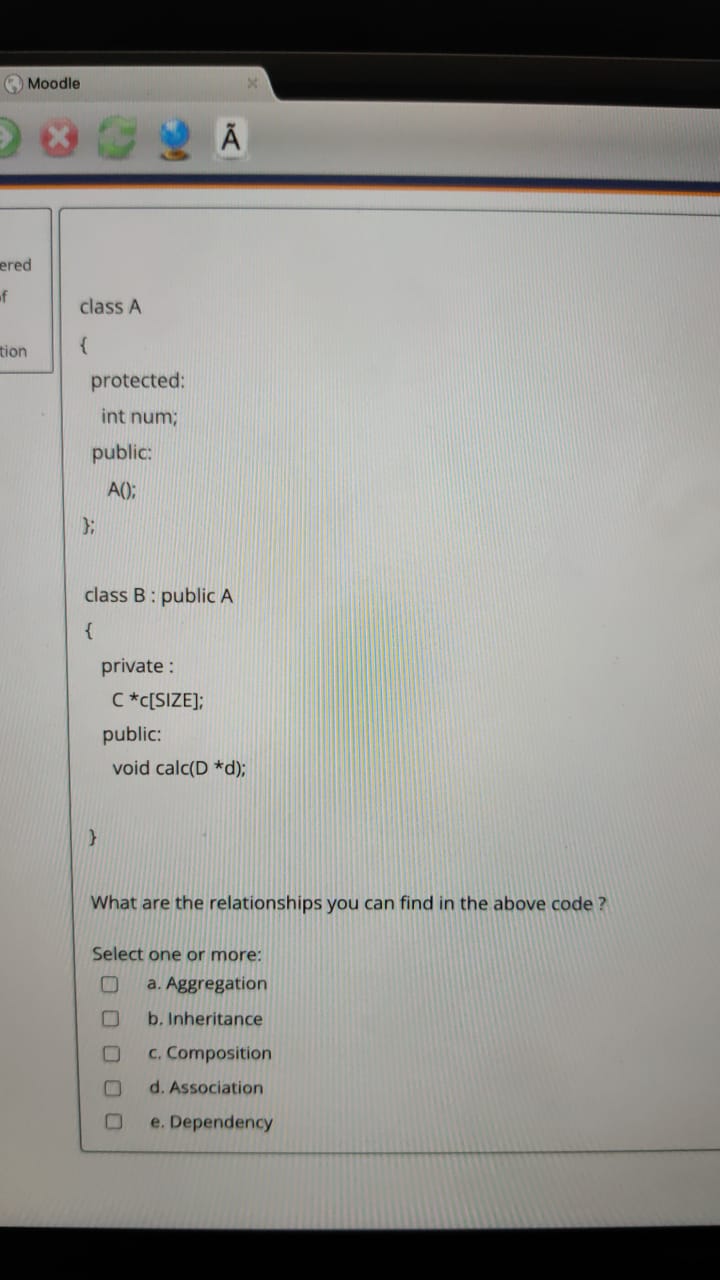 Moodle
Ã
ered
of
tion
class A
{
protected:
int num;
public:
A();
};
class B : public A
{
private :
C *c[SIZE];
public:
void calc(D *d);
}
What are the relationships you can find in the above code ?
Select one or more:
a. Aggregation
b. Inheritance
c. Composition
d. Association
e. Dependency